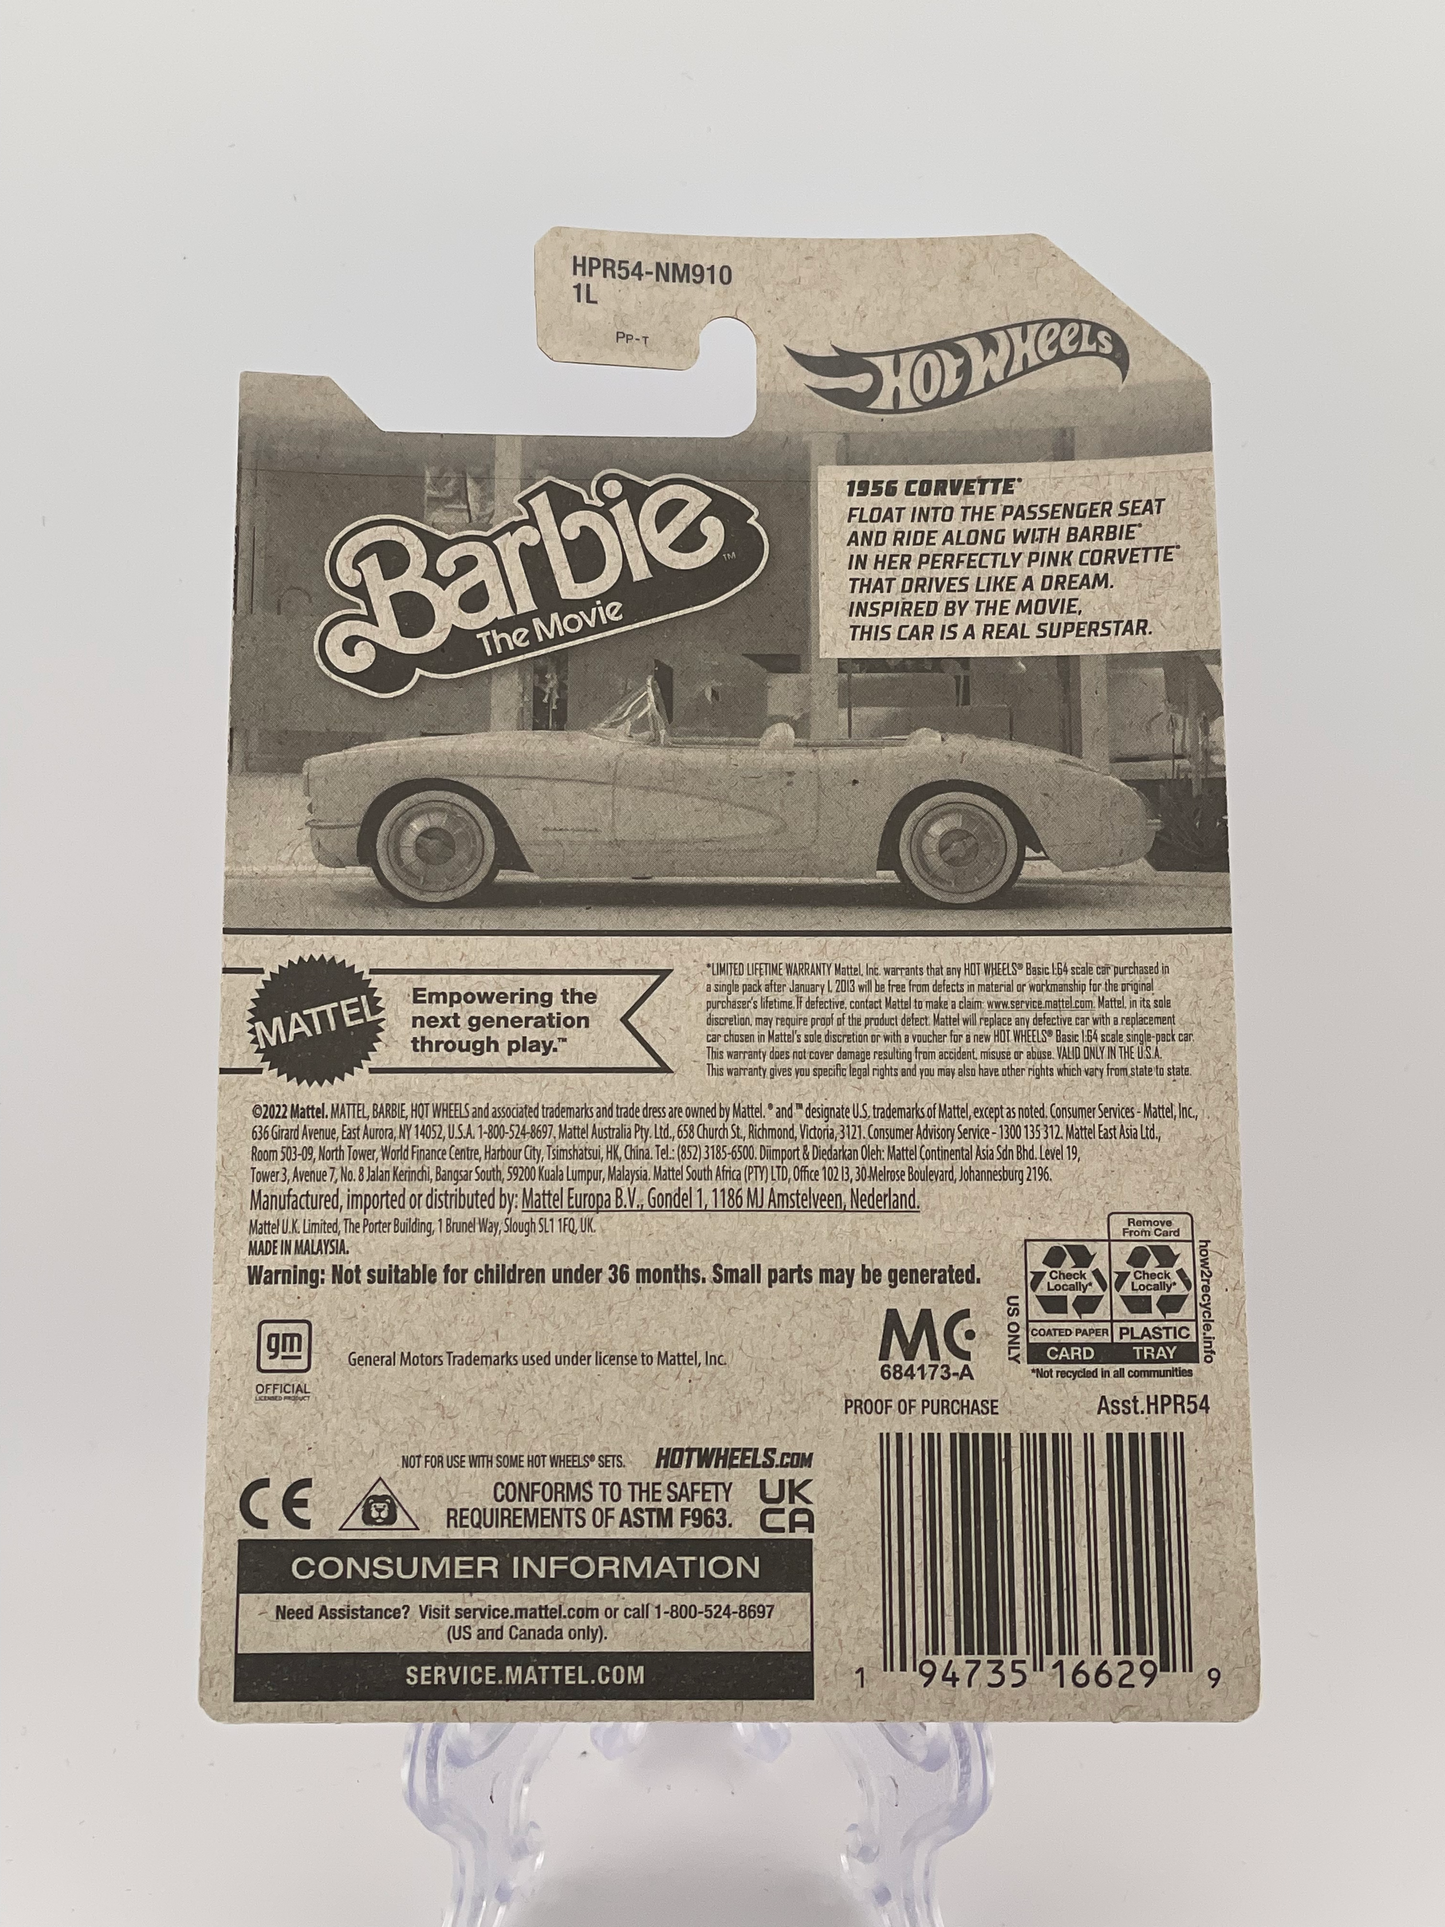 HPR54-NM910
1L
PP-T
HOT WHEELS
Barbie™
The Movie
1956 CORVETTE®
FLOAT INTO THE PASSENGER SEAT
AND RIDE ALONG WITH BARBIE®
IN HER PERFECTLY PINK CORVETTE®
THAT DRIVES LIKE A DREAM.
INSPIRED BY THE MOVIE,
THIS CAR IS A REAL SUPERSTAR.
MATTEL
Empowering the
next generation
through play.™
*LIMITED LIFETIME WARRANTY Mattel, Inc. warrants that any HOT WHEELS® Basic 1:64 scale car purchased in
a single pack after January 1, 2013 will be free from defects in material or workmanship for the original
purchaser's lifetime. If defective, contact Mattel to make a claim: www.service.mattel.com. Mattel, in its sole
discretion, may require proof of the product defect. Mattel will replace any defective car with a replacement
car chosen in Mattel's sole discretion or with a voucher for a new HOT WHEELS® Basic 1:64 scale single-pack car.
This warranty does not cover damage resulting from accident, misuse or abuse. VALID ONLY IN THE U.S.A.
This warranty gives you specific legal rights and you may also have other rights which vary from state to state.
©2022 Mattel. MATTEL, BARBIE, HOT WHEELS and associated trademarks and trade dress are owned by Mattel. ® and ™ designate U.S. trademarks of Mattel, except as noted. Consumer Services - Mattel, Inc.,
636 Girard Avenue, East Aurora, NY 14052, U.S.A. 1-800-524-8697. Mattel Australia Pty. Ltd., 658 Church St., Richmond, Victoria, 3121. Consumer Advisory Service - 1300 135 312. Mattel East Asia Ltd.,
Room 503-09, North Tower, World Finance Centre, Harbour City, Tsimshatsui, HK, China. Tel.: (852) 3185-6500. Diimport & Diedarkan Oleh: Mattel Continental Asia Sdn Bhd. Level 19,
Tower 3, Avenue 7, No. 8 Jalan Kerinchi, Bangsar South, 59200 Kuala Lumpur, Malaysia. Mattel South Africa (PTY) LTD, Office 102 I3, 30 Melrose Boulevard, Johannesburg 2196.
Manufactured, imported or distributed by: Mattel Europa B.V., Gondel 1, 1186 MJ Amstelveen, Nederland.
Mattel U.K. Limited, The Porter Building, 1 Brunel Way, Slough SL1 1FQ, UK.
MADE IN MALAYSIA.
Warning: Not suitable for children under 36 months. Small parts may be generated.
gm
OFFICIAL
LICENSED PRODUCT
General Motors Trademarks used under license to Mattel, Inc.
MC
684173-A
PROOF OF PURCHASE
US ONLY
Remove
From Card
Check
Locally*
Check
Locally*
COATED PAPER
PLASTIC
CARD
TRAY
how2recycle.info
*Not recycled in all communities
Asst.HPR54
NOT FOR USE WITH SOME HOT WHEELS® SETS.
HOTWHEELS.COM
CE
CONFORMS TO THE SAFETY
REQUIREMENTS OF ASTM F963.
UK
CA
CONSUMER INFORMATION
Need Assistance? Visit service.mattel.com or call 1-800-524-8697
(US and Canada only).
SERVICE.MATTEL.COM
1 94735 16629 9